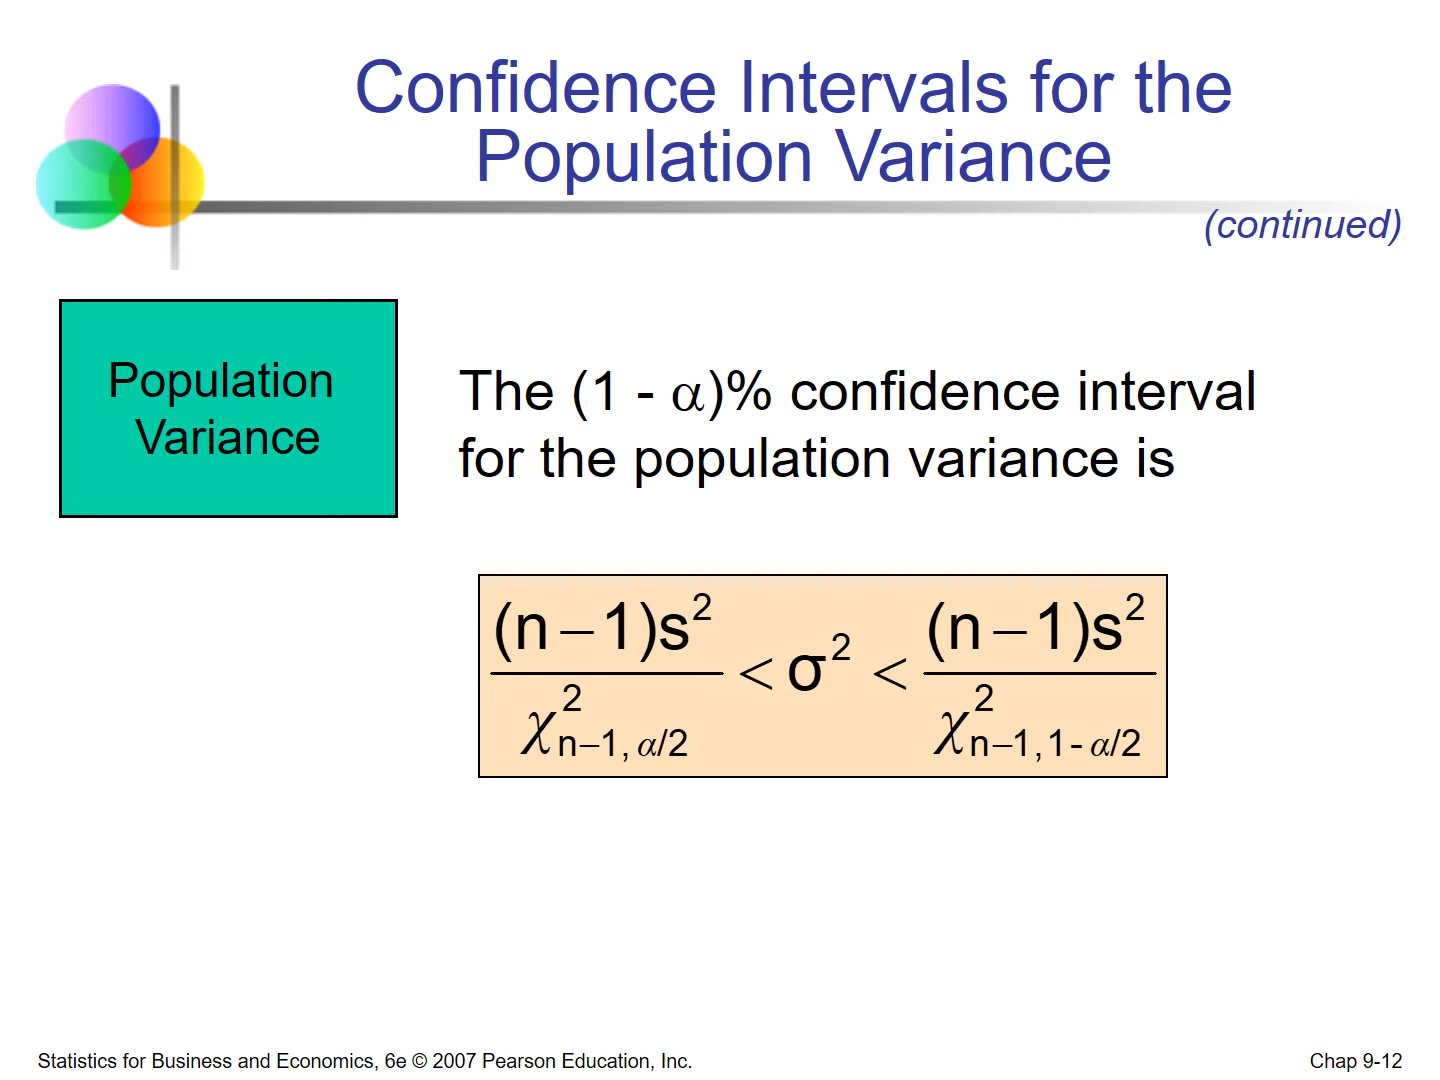 Confidence Intervals for the
Population Variance
(continued)
Population
Variance
The (1 - α)% confidence interval
for the population variance is
(n – 1)s² / χ²n–1, α/2 < σ² < (n – 1)s² / χ²n–1, 1 - α/2
Statistics for Business and Economics, 6e © 2007 Pearson Education, Inc.
Chap 9-12